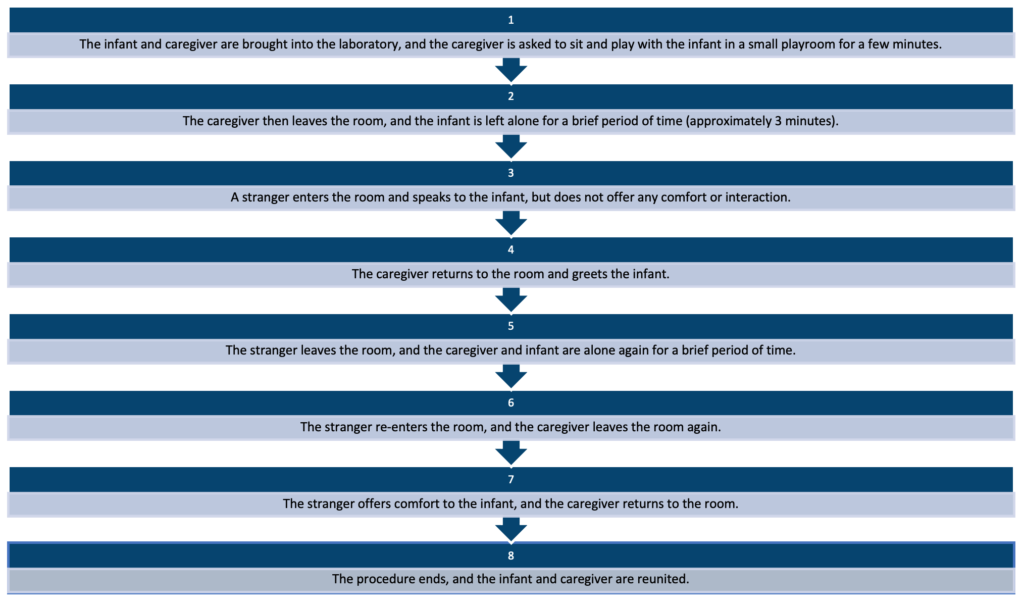 1
The infant and caregiver are brought into the laboratory, and the caregiver is asked to sit and play with the infant in a small playroom for a few minutes.
2
The caregiver then leaves the room, and the infant is left alone for a brief period of time (approximately 3 minutes).
3
A stranger enters the room and speaks to the infant, but does not offer any comfort or interaction.
4
The caregiver returns to the room and greets the infant.
5
The stranger leaves the room, and the caregiver and infant are alone again for a brief period of time.
6
The stranger re-enters the room, and the caregiver leaves the room again.
7
The stranger offers comfort to the infant, and the caregiver returns to the room.
8
The procedure ends, and the infant and caregiver are reunited.